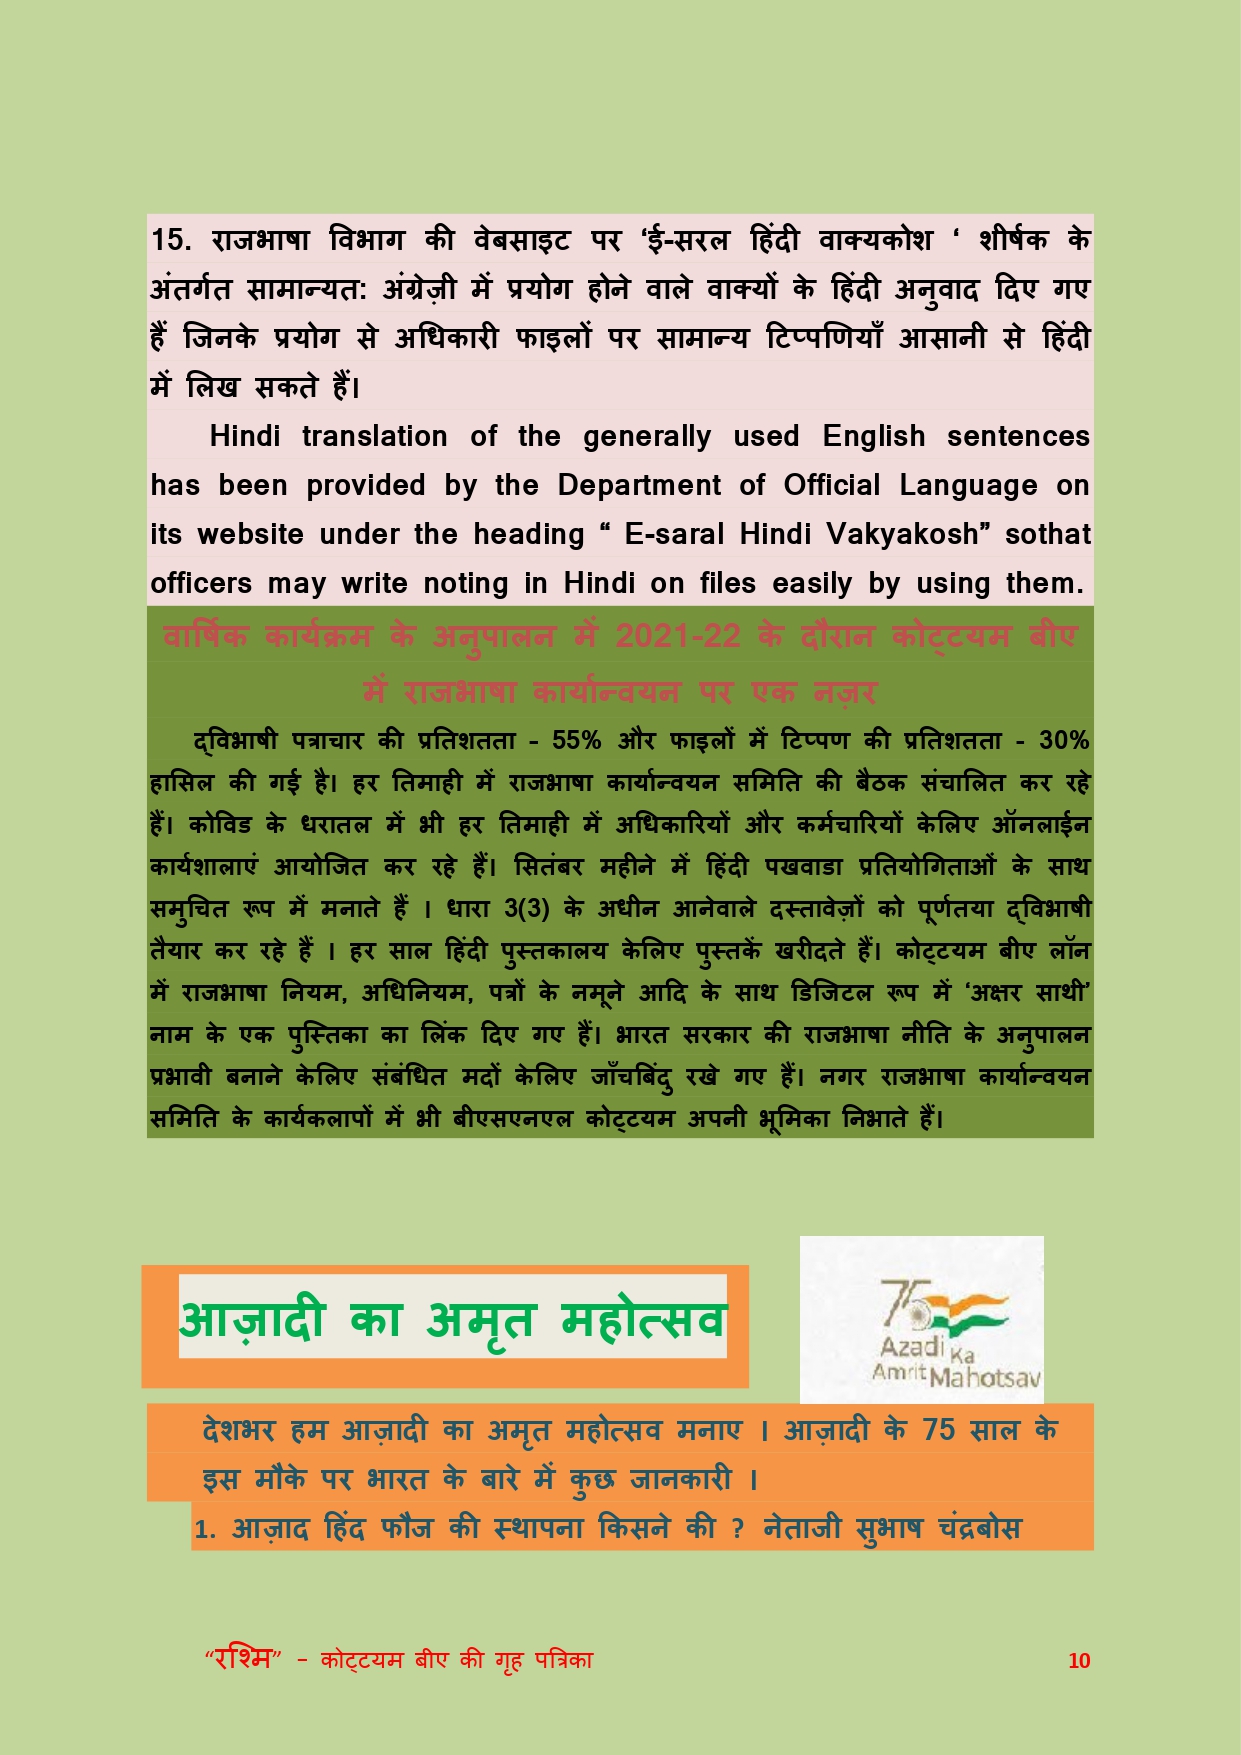 15. राजभाषा विभाग की वेबसाइट पर ‘ई-सरल हिंदी वाक्यकोश ‘ शीर्षक के
अंतर्गत सामान्यत: अंग्रेज़ी में प्रयोग होने वाले वाक्यों के हिंदी अनुवाद दिए गए
हैं जिनके प्रयोग से अधिकारी फाइलों पर सामान्य टिप्पणियाँ आसानी से हिंदी
में लिख सकते हैं।
Hindi translation of the generally used English sentences
has been provided by the Department of Official Language on
its website under the heading “ E-saral Hindi Vakyakosh” sothat
officers may write noting in Hindi on files easily by using them.
वार्षिक कार्यक्रम के अनुपालन में 2021-22 के दौरान कोट्टयम बीए
में राजभाषा कार्यान्वयन पर एक नज़र
द्विभाषी पत्राचार की प्रतिशतता – 55% और फाइलों में टिप्पण की प्रतिशतता - 30%
हासिल की गई है। हर तिमाही में राजभाषा कार्यान्वयन समिति की बैठक संचालित कर रहे
हैं। कोविड के धरातल में भी हर तिमाही में अधिकारियों और कर्मचारियों केलिए ऑनलाईन
कार्यशालाएं आयोजित कर रहे हैं। सितंबर महीने में हिंदी पखवाडा प्रतियोगिताओं के साथ
समुचित रूप में मनाते हैं । धारा 3(3) के अधीन आनेवाले दस्तावेज़ों को पूर्णतया द्विभाषी
तैयार कर रहे हैं । हर साल हिंदी पुस्तकालय केलिए पुस्तकें खरीदते हैं। कोट्टयम बीए लॉन
में राजभाषा नियम, अधिनियम, पत्रों के नमूने आदि के साथ डिजिटल रूप में ‘अक्षर साथी’
नाम के एक पुस्तिका का लिंक दिए गए हैं। भारत सरकार की राजभाषा नीति के अनुपालन
प्रभावी बनाने केलिए संबंधित मदों केलिए जाँचबिंदु रखे गए हैं। नगर राजभाषा कार्यान्वयन
समिति के कार्यकलापों में भी बीएसएनएल कोट्टयम अपनी भूमिका निभाते हैं।
आज़ादी का अमृत महोत्सव
75
Azadi Ka
Amrit Mahotsav
देशभर हम आज़ादी का अमृत महोत्सव मनाए । आज़ादी के 75 साल के
इस मौके पर भारत के बारे में कुछ जानकारी ।
1. आज़ाद हिंद फौज की स्थापना किसने की ? नेताजी सुभाष चंद्रबोस
“रश्मि” – कोट्टयम बीए की गृह पत्रिका 10